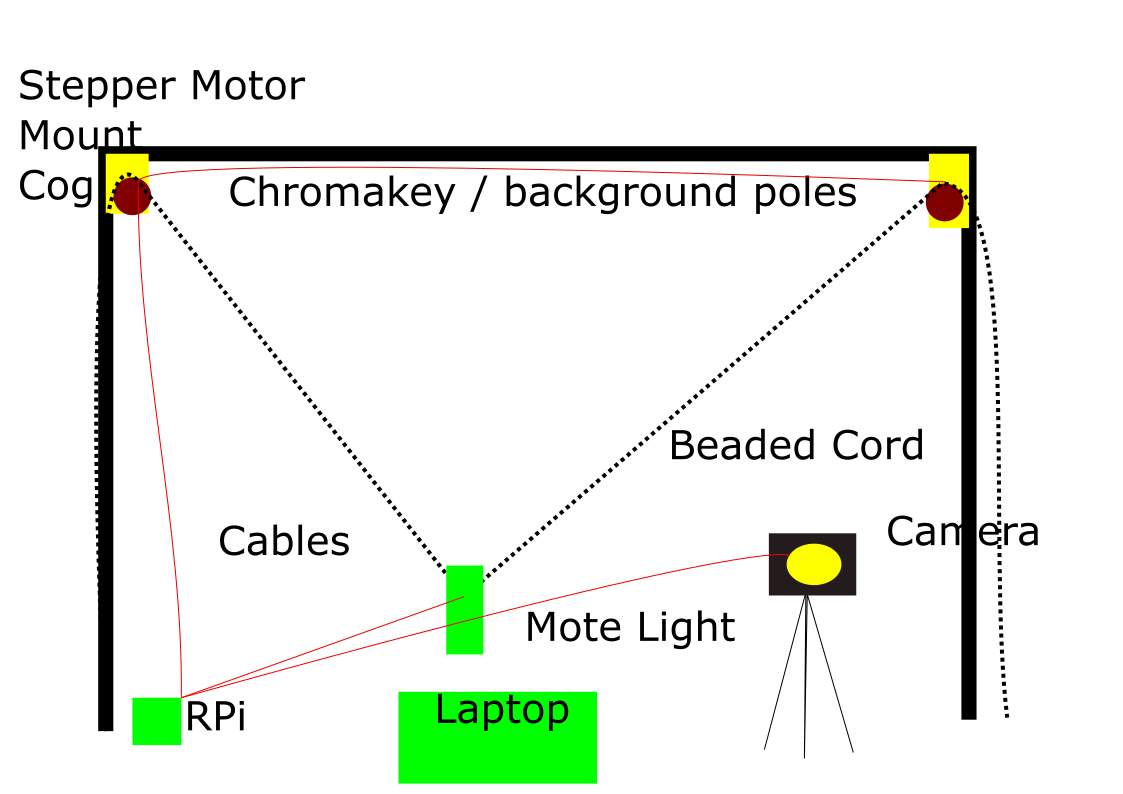 Stepper Motor
Mount
Cog
Chromakey / background poles
Beaded Cord
Camera
Cables
Mote Light
Laptop
RPi